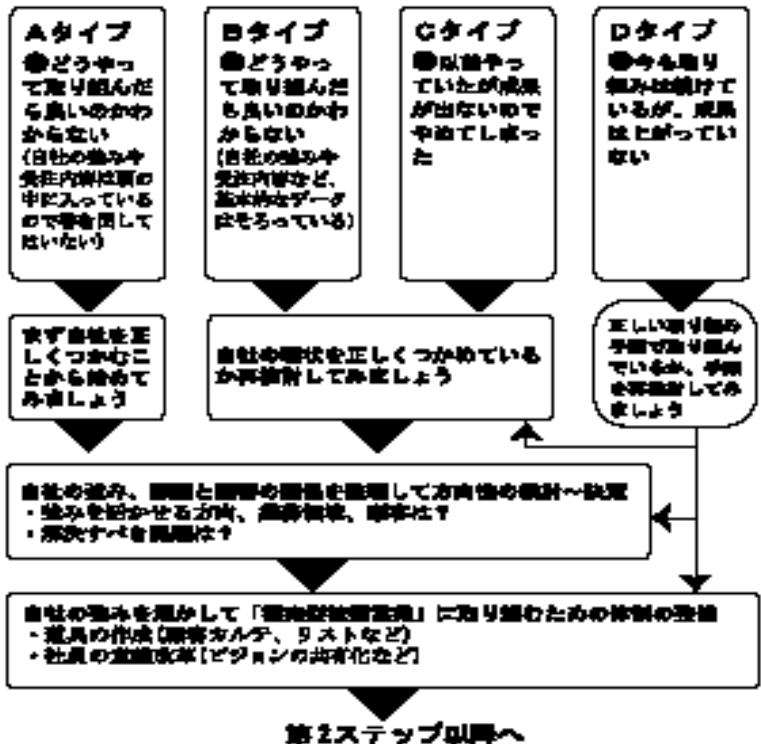 Aタイプ
●どうやっ
て取り組んだ
ら良いのかわ
からない
(自社の強みや
受注内容は頭の
中に入っている
ので書き出して
はいない)
Bタイプ
●どうやっ
て取り組んだ
ら良いのかわ
からない
(自社の強みや
受注内容など、
基本的なデータ
はそろっている)
Cタイプ
●以前やっ
ていたが成果
が出ないので
やめてしまっ
た
Dタイプ
●今も取り
組みは続けて
いるが、成果
は上がってい
ない
まず自社を正
しくつかむこ
とから始めて
みましょう
自社の現状を正しくつかめている
か再検討してみましょう
正しい取り組み
手順で取り組ん
でいるか、手順
を再検討してみ
ましょう
自社の強み、
して方向性の検討〜決定
・強みを活かせる方向、
顧客は?
・解決すべき問題は?
自社の強みを活かして「
」に取り組むための体制の整備
・道具の作成(顧客カルテ、リストなど)
・社員の意識改革(ビジョンの共有化など)
第2ステップ以降へ